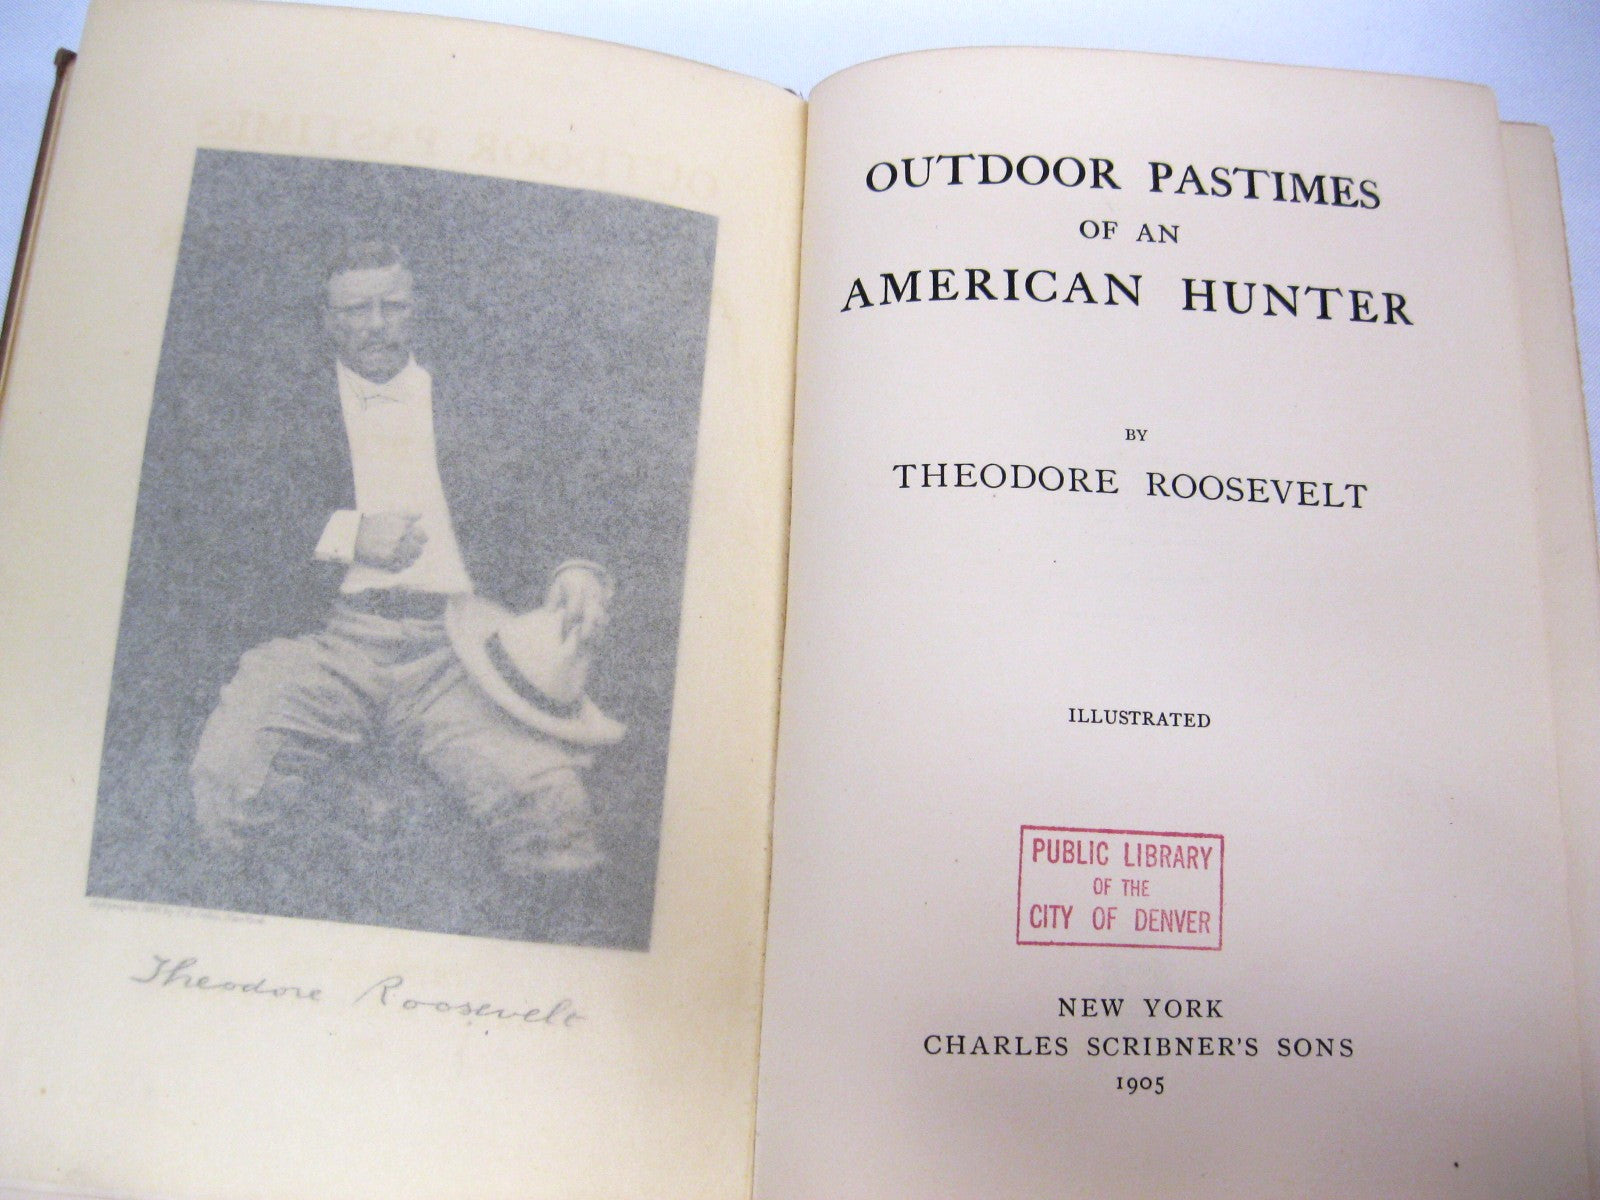 Theodore Roosevelt
OUTDOOR PASTIMES
OF AN
AMERICAN HUNTER
BY
THEODORE ROOSEVELT
ILLUSTRATED
PUBLIC LIBRARY
OF THE
CITY OF DENVER
NEW YORK
CHARLES SCRIBNER'S SONS
1905